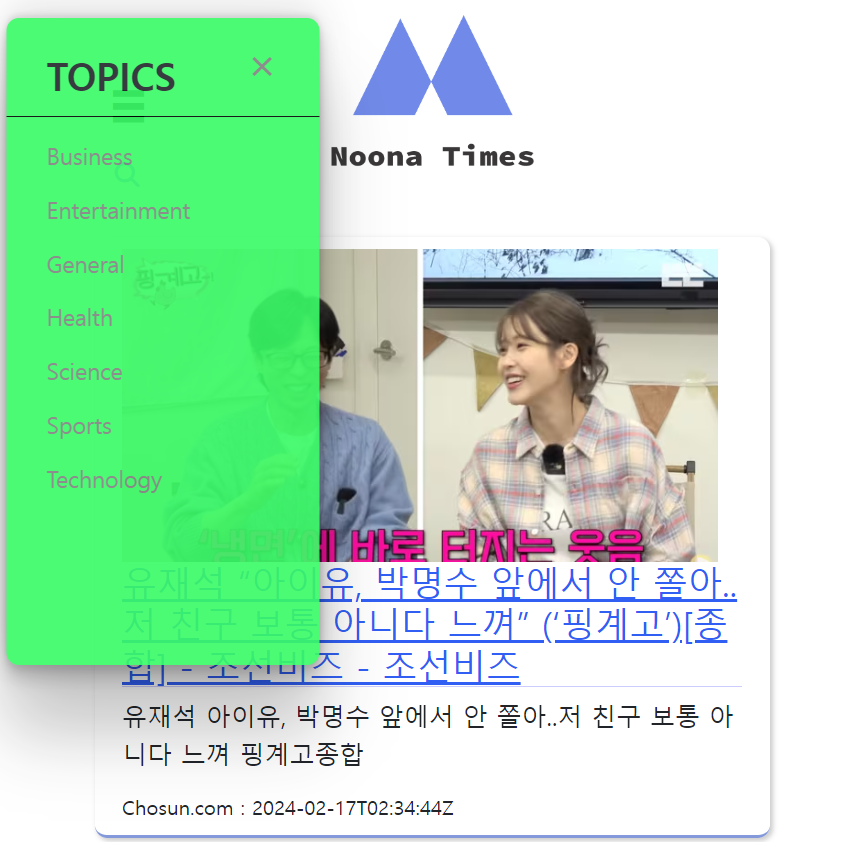 TOPICS
Business
Entertainment
General
Health
Science
Sports
Technology
Noona Times
핑계고
RA
"냉면'에 바로 터지는 웃음
유재석 “아이유, 박명수 앞에서 안 쫄아..
저 친구 보통 아니다 느껴” (‘핑계고’)[종
합] - 조선비즈 - 조선비즈
유재석 아이유, 박명수 앞에서 안 쫄아..저 친구 보통 아
니다 느껴 핑계고종합
Chosun.com : 2024-02-17T02:34:44Z